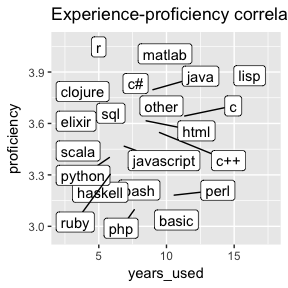 Experience-proficiency correla
r
matlab
c#
java
lisp
clojure
other
c
sql
elixir
html
scala
javascript
c++
python
bash
perl
haskell
ruby
php
basic
3.9
3.6
3.3
3.0
proficiency
5
10
15
years_used